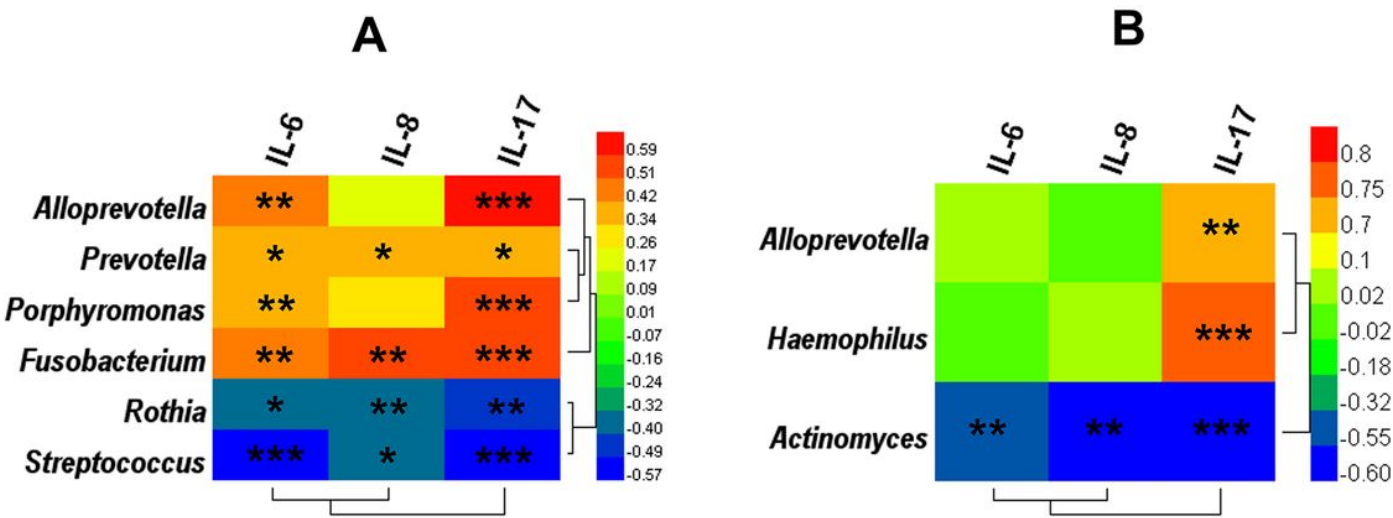 A
B
IL-6 IL-8 IL-17
IL-6 IL-8 IL-17
Alloprevotella ** ***
Prevotella * * *
Porphyromonas ** ***
Fusobacterium ** ** ***
Rothia * ** **
Streptococcus *** * ***
0.59
0.51
0.42
0.34
0.26
0.17
0.09
0.01
-0.07
-0.16
-0.24
-0.32
-0.40
-0.49
-0.57
Alloprevotella **
Haemophilus ***
Actinomyces ** ** ***
0.8
0.75
0.7
0.1
0.02
-0.02
-0.18
-0.32
-0.55
-0.60